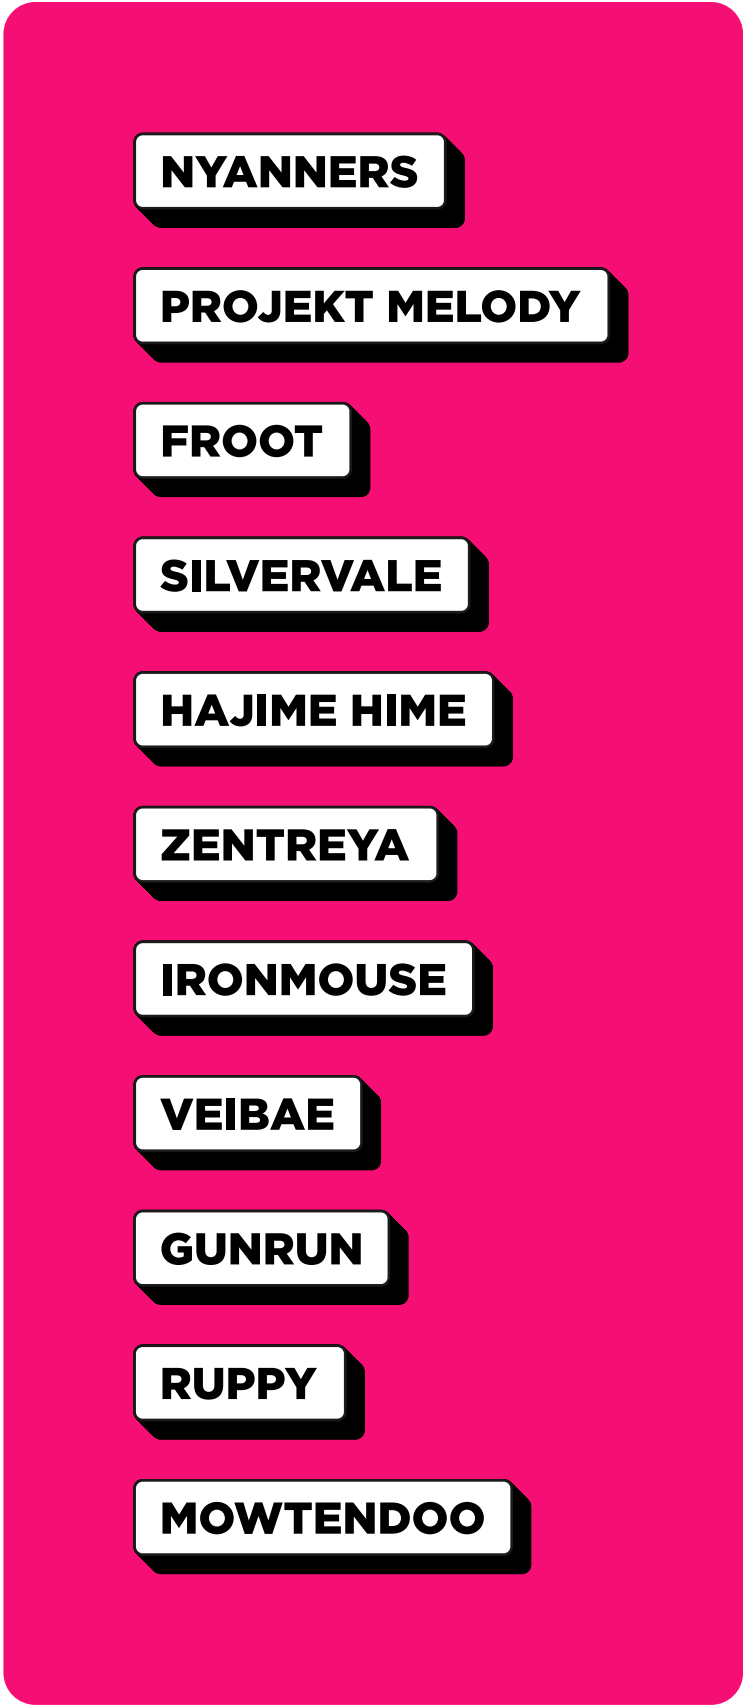 NYANNERS
PROJEKT MELODY
FROOT
SILVERVALE
HAJIME HIME
ZENTREYA
IRONMOUSE
VEIBAE
GUNRUN
RUPPY
MOWTENDOO